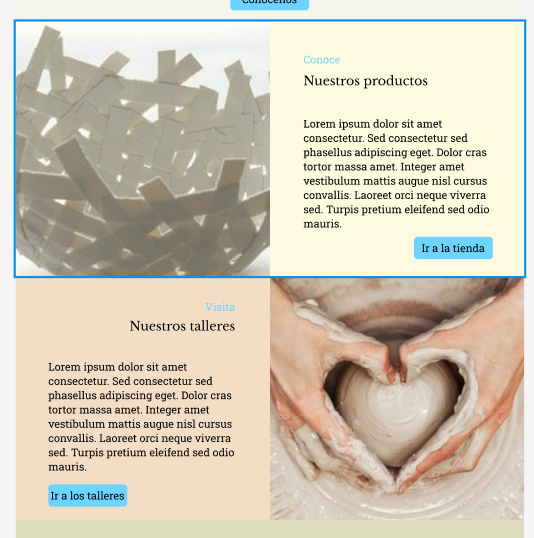 Conócenos
Conoce
Nuestros productos
Lorem ipsum dolor sit amet
consectetur. Sed consectetur sed
phasellus adipiscing eget. Dolor cras
tortor massa amet. Integer amet
vestibulum mattis augue nisl cursus
convallis. Laoreet orci neque viverra
sed. Turpis pretium eleifend sed odio
mauris.
Ir a la tienda
Visita
Nuestros talleres
Lorem ipsum dolor sit amet
consectetur. Sed consectetur sed
phasellus adipiscing eget. Dolor cras
tortor massa amet. Integer amet
vestibulum mattis augue nisl cursus
convallis. Laoreet orci neque viverra
sed. Turpis pretium eleifend sed odio
mauris.
Ir a los talleres